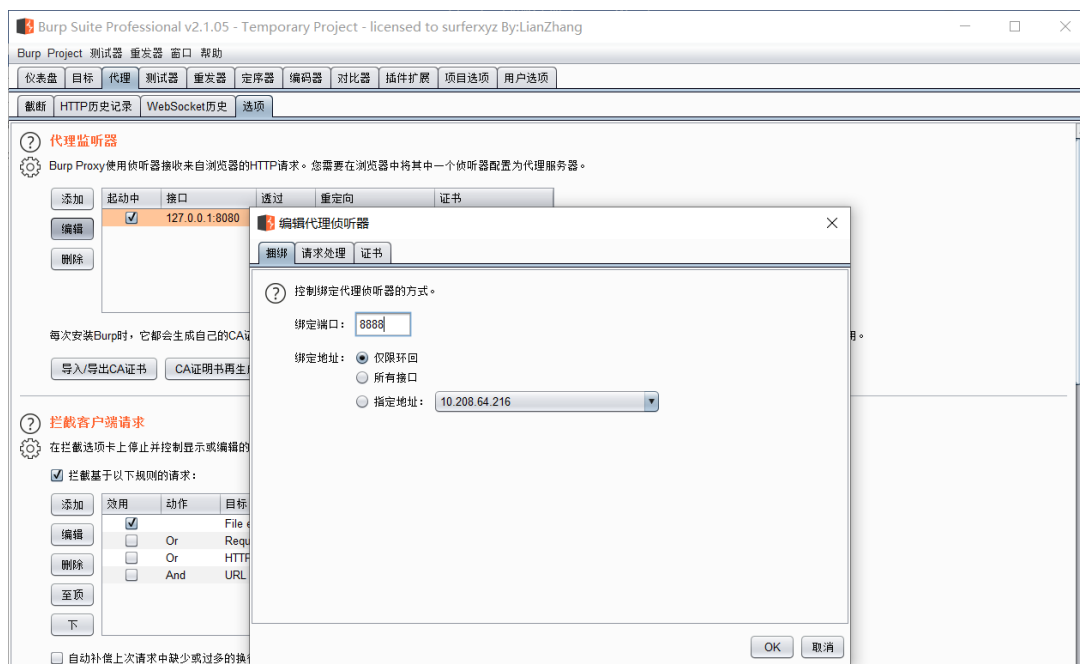 Burp Suite Professional v2.1.05 - Temporary Project - licensed to surferxyz By:LianZhang
Burp Project 测试器 重发器 窗口 帮助
仪表盘 目标 代理 测试器 重发器 定序器 编码器 对比器 插件扩展 项目选项 用户选项
截断 HTTP历史记录 WebSocket历史 选项
? 代理监听器
Burp Proxy使用侦听器接收来自浏览器的HTTP请求。您需要在浏览器中将其中一个侦听器配置为代理服务器。
添加 起动中 接口 透过 重定向 证书
127.0.0.1:8080
编辑
删除
编辑代理侦听器
捆绑 请求处理 证书
? 控制绑定代理侦听器的方式。
绑定端口: 8888
绑定地址: 仅限环回
所有接口
指定地址: 10.208.64.216
每次安装Burp时，它都会生成自己的CA证
用。
导入/导出CA证书 CA证明书再生
? 拦截客户端请求
在拦截选项卡上停止并控制显示或编辑的
拦截基于以下规则的请求:
添加 效用 动作 目标
File e
编辑 Or Requ
删除 Or HTTP
And URL
至顶
下
自动补偿上次请求中缺少或过多的换
OK 取消